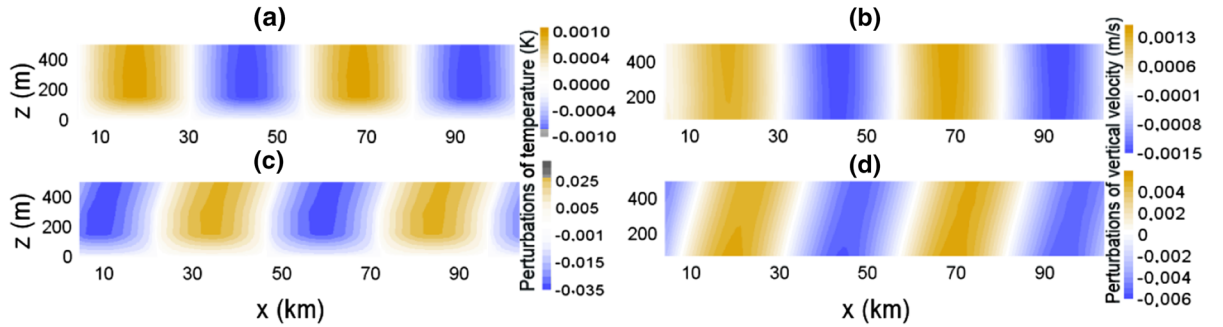 (a)
(b)
z (m)
400
200
0
10 30 50 70 90
Perturbations of temperature (K)
0.0010
0.0004
0.0000
-0.0004
-0.0010
400
200
10 30 50 70 90
Perturbations of vertical velocity (m/s)
0.0013
0.0006
-0.0001
-0.0008
-0.0015
(c)
(d)
z (m)
400
200
0
10 30 50 70 90
x (km)
0.025
0.005
-0.001
-0.015
-0.035
400
200
10 30 50 70 90
x (km)
0.004
0.002
0
-0.002
-0.004
-0,006